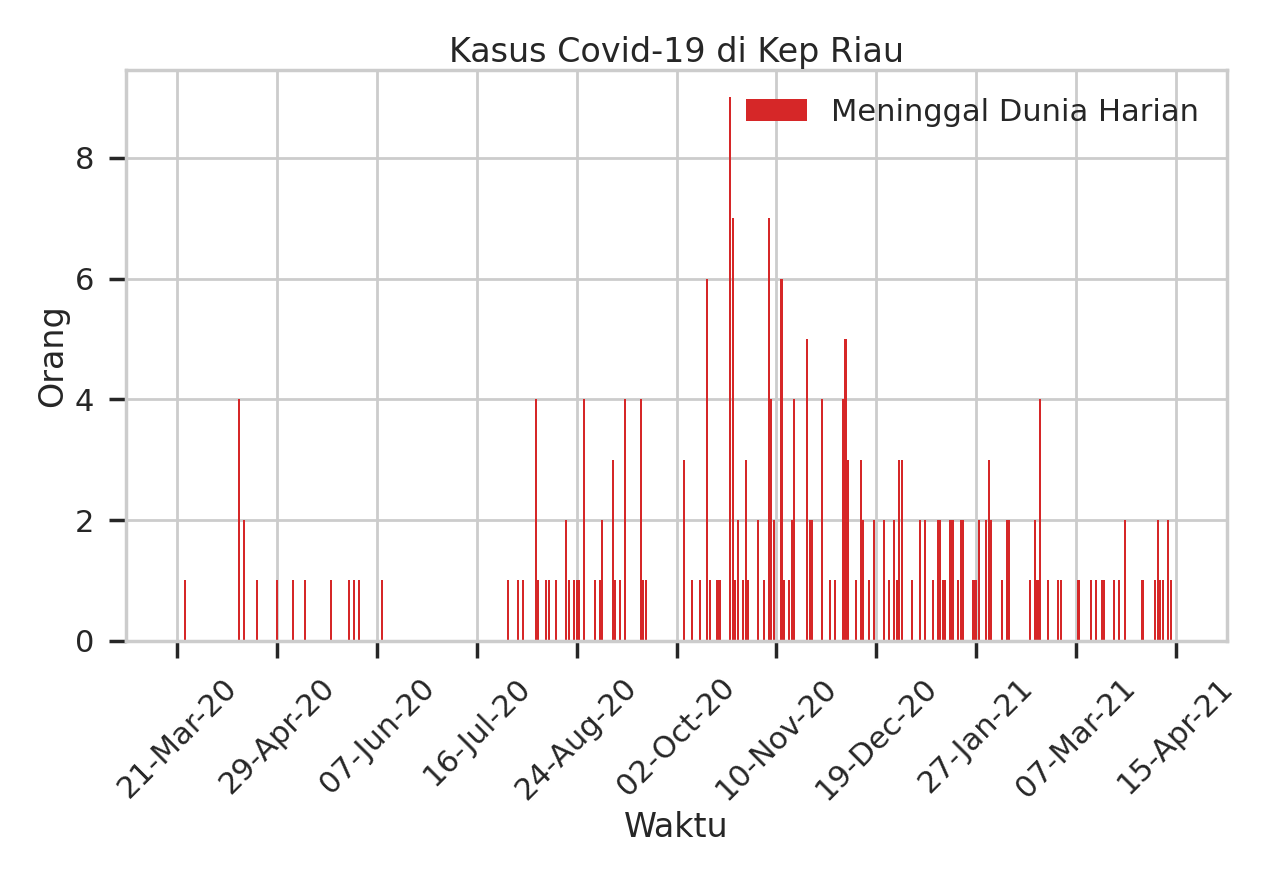 Kasus Covid-19 di Kep Riau
Meninggal Dunia Harian
Orang
8
6
4
2
0
21-Mar-20
29-Apr-20
07-Jun-20
16-Jul-20
24-Aug-20
02-Oct-20
10-Nov-20
19-Dec-20
27-Jan-21
07-Mar-21
15-Apr-21
Waktu